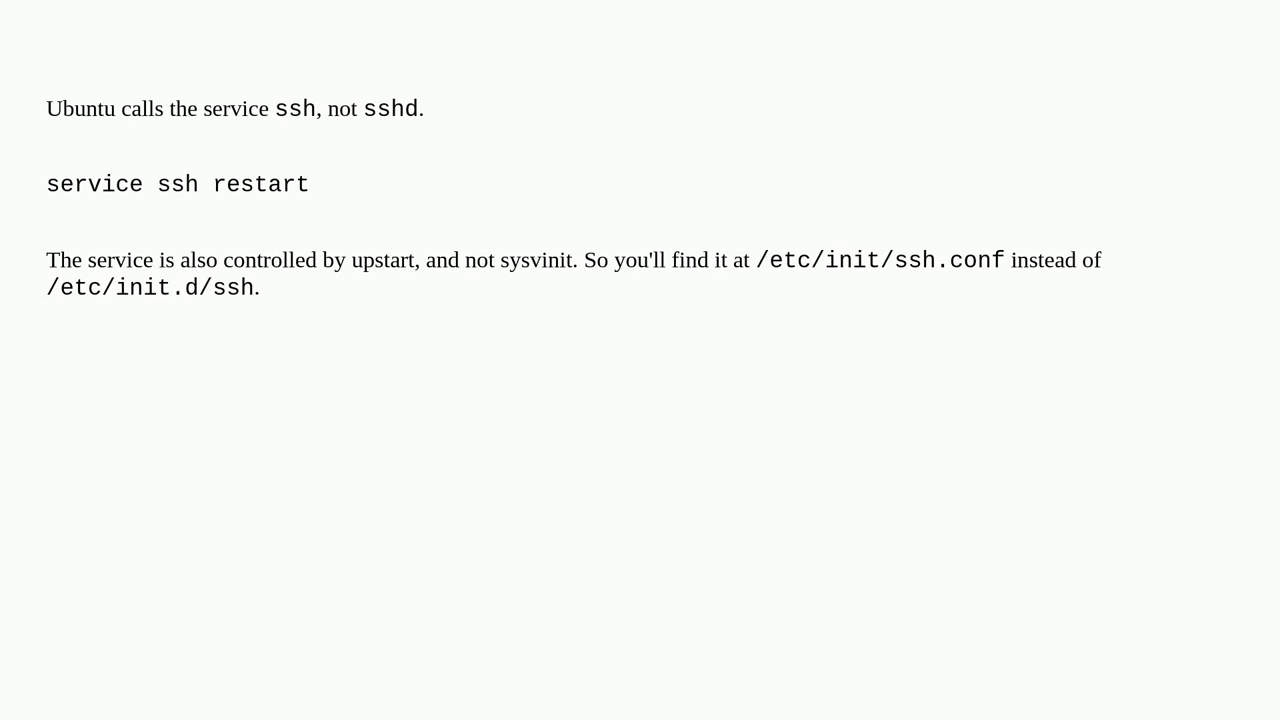 Ubuntu calls the service ssh, not sshd.
service ssh restart
The service is also controlled by upstart, and not sysvinit. So you'll find it at /etc/init/ssh.conf instead of
/etc/init.d/ssh.